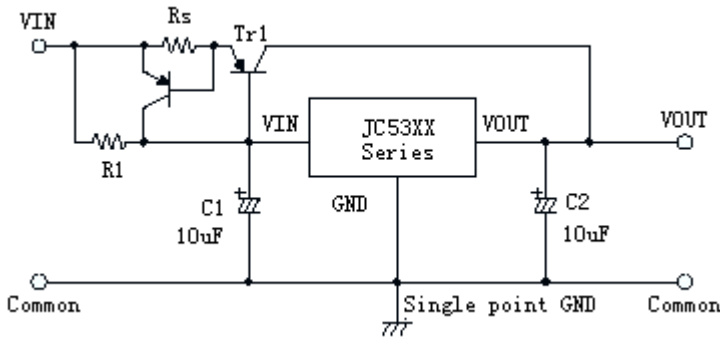 VIN
Rs
Tr1
VIN
JC53XX
Series
VOUT
VOUT
R1
C1
10uF
GND
C2
10uF
Common
Single point GND
Common